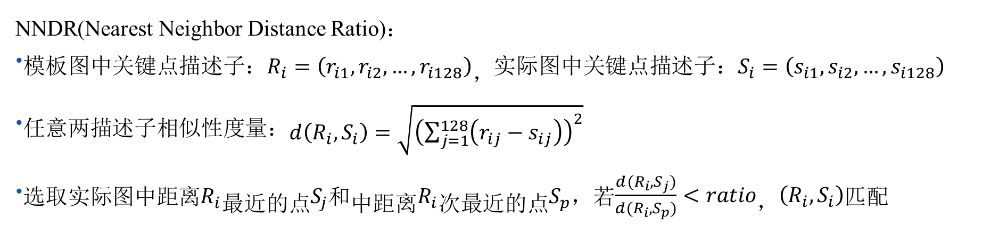 NNDR(Nearest Neighbor Distance Ratio)：
•模板图中关键点描述子：$R_i = (r_{i1}, r_{i2}, \ldots, r_{i128})$，实际图中关键点描述子：$S_i = (s_{i1}, s_{i2}, \ldots, s_{i128})$
•任意两描述子相似性度量：$d(R_i, S_i) = \sqrt{\left(\sum_{j=1}^{128}(r_{ij} - s_{ij})\right)^2}$
•选取实际图中距离$R_i$最近的点$S_j$和中距离$R_i$次最近的点$S_p$，若$\frac{d(R_i,S_j)}{d(R_i,S_p)} < ratio$，$(R_i, S_i)$匹配